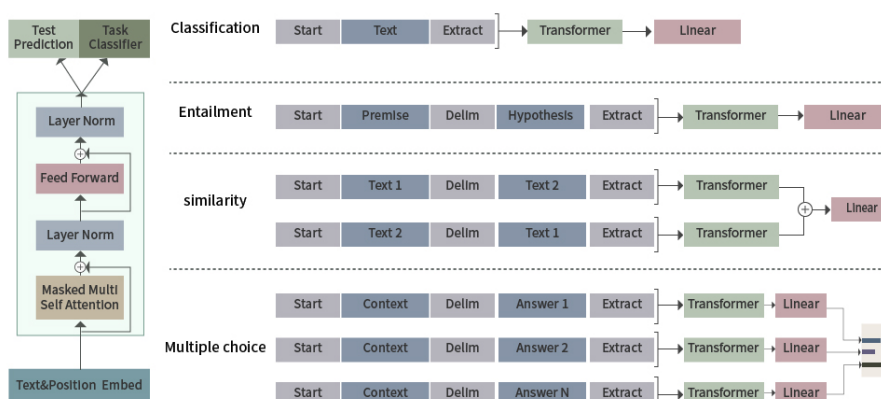 Test
Prediction
Task
Classifier
Layer Norm
Feed Forward
Layer Norm
Masked Multi
Self Attention
Text&Position Embed
Classification
Start Text Extract Transformer Linear
Entailment
Start Premise Delim Hypothesis Extract Transformer Linear
similarity
Start Text 1 Delim Text 2 Extract Transformer
Start Text 2 Delim Text 1 Extract Transformer
Linear
Multiple choice
Start Context Delim Answer 1 Extract Transformer Linear
Start Context Delim Answer 2 Extract Transformer Linear
Start Context Delim Answer N Extract Transformer Linear